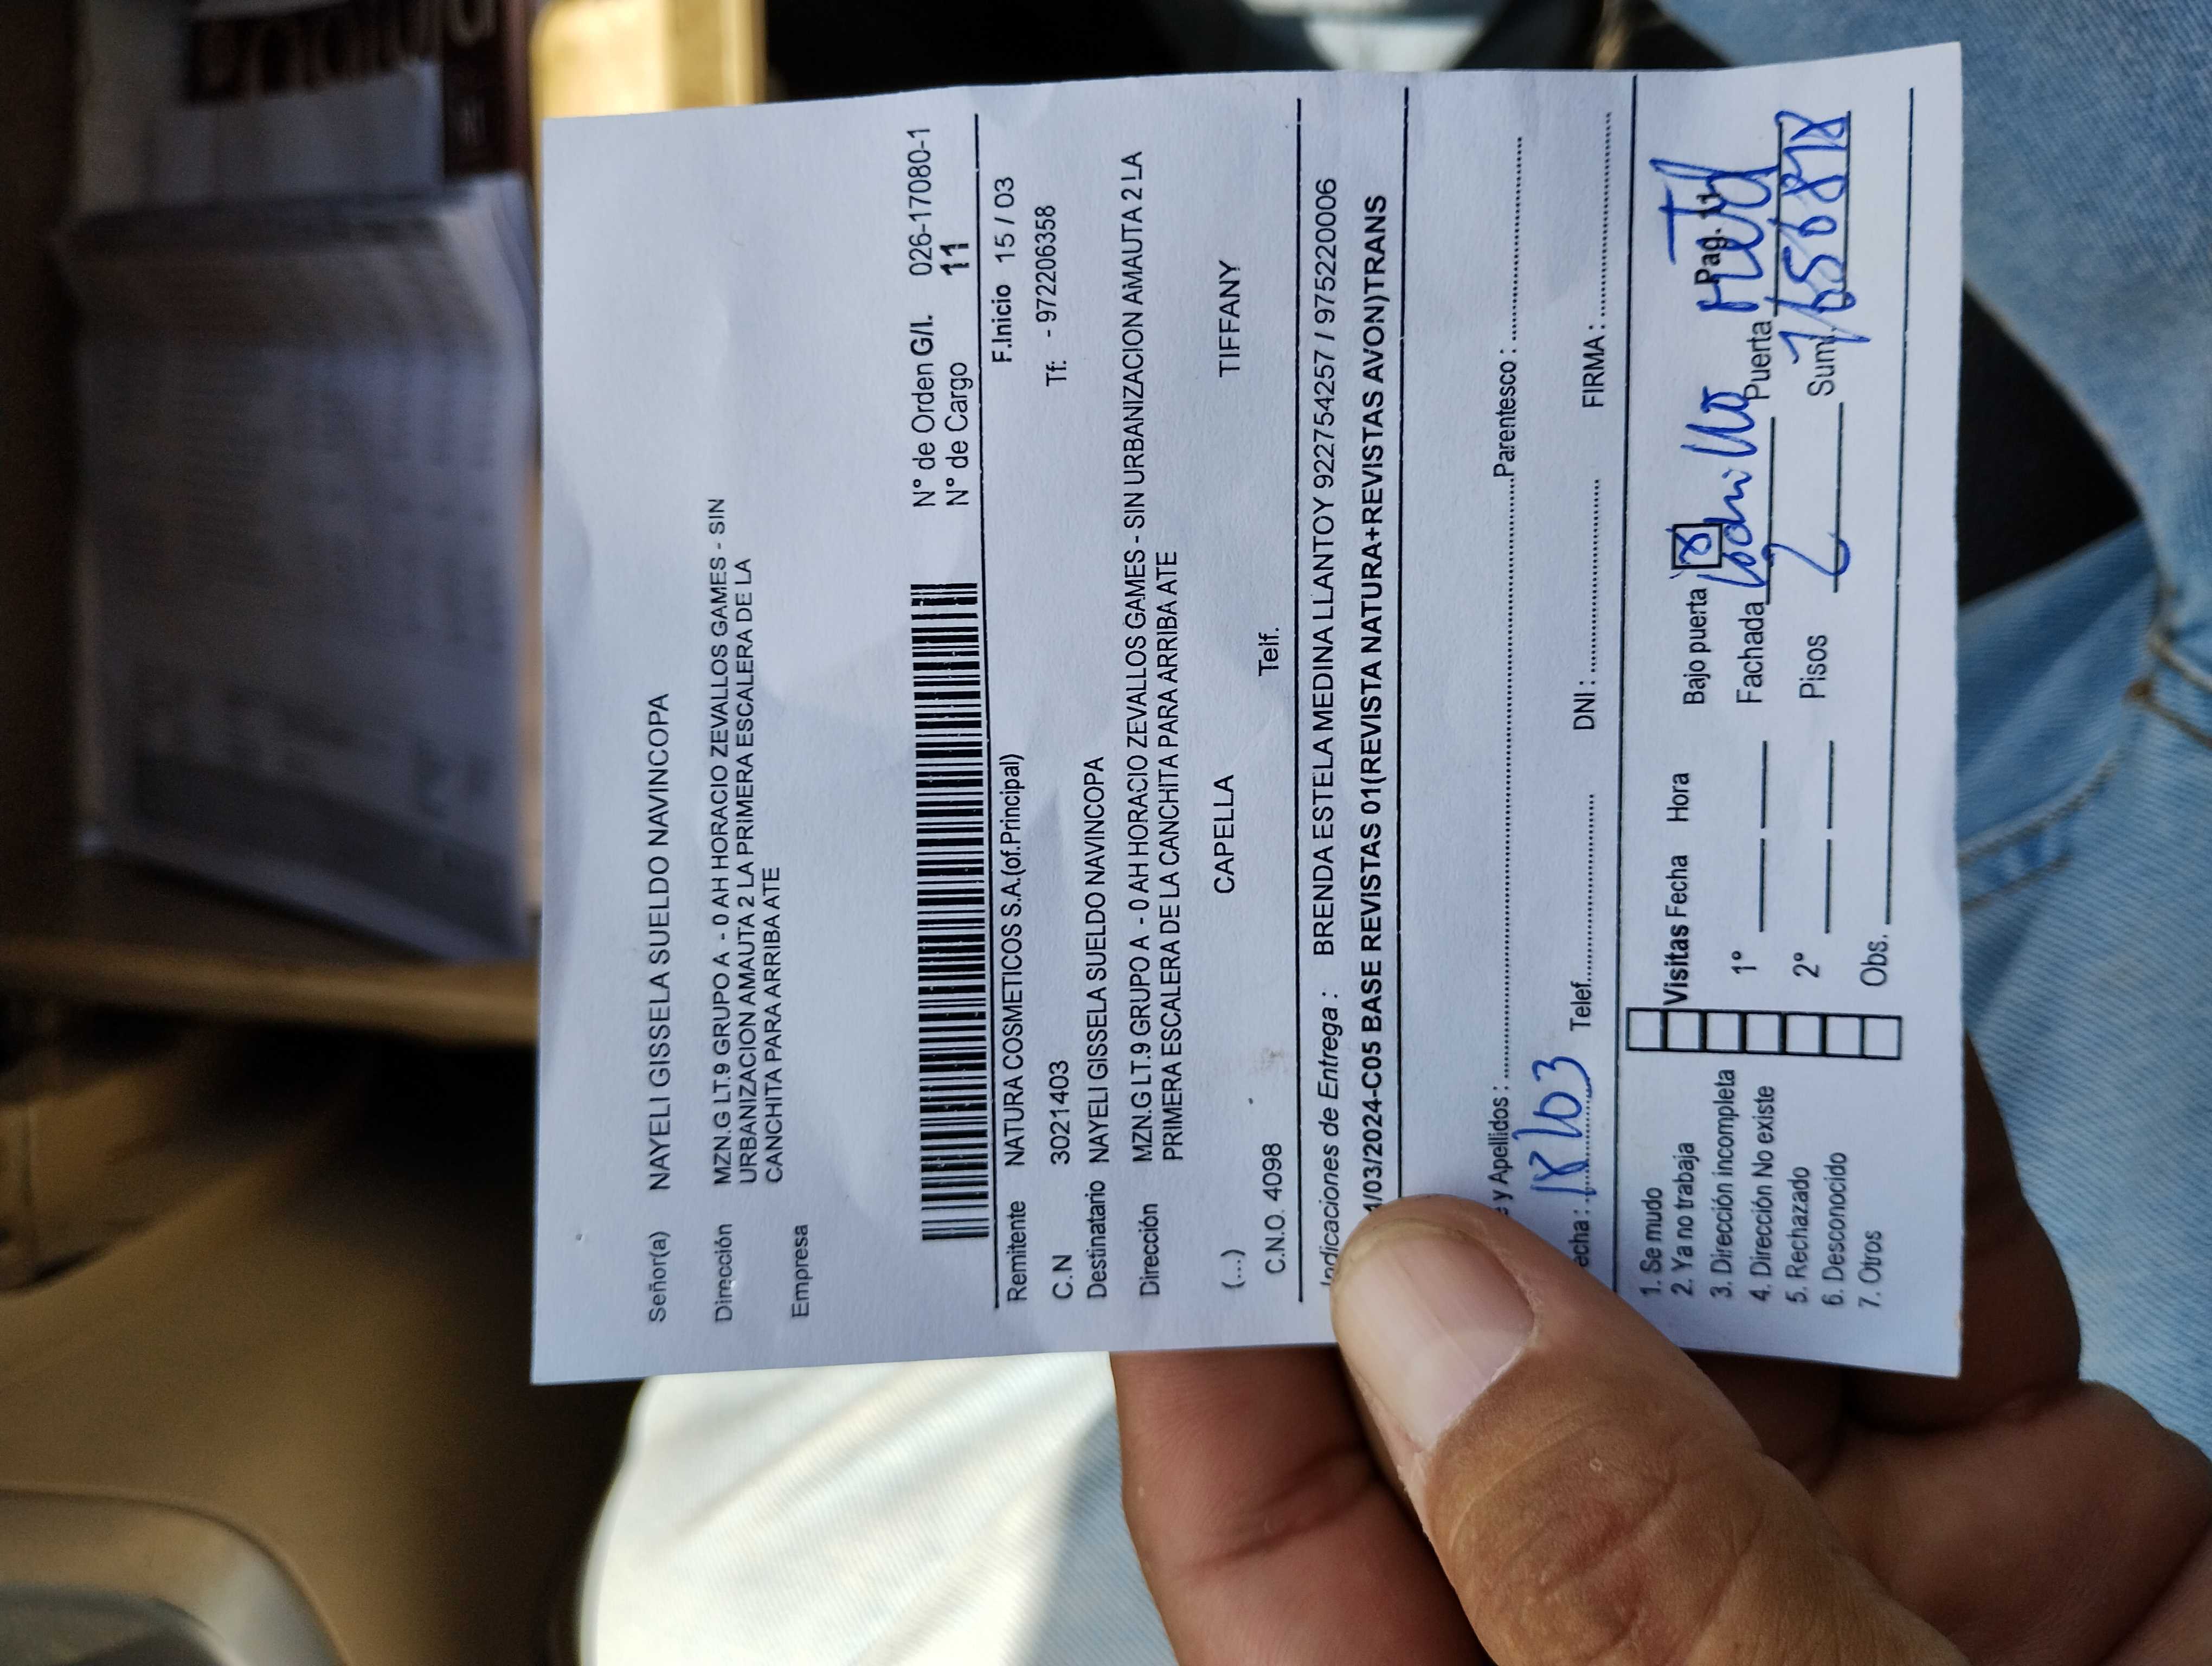 Señor(a) NAYELI GISSELA SUELDO NAVINCOPA
Dirección MZN.G LT.9 GRUPO A - 0 AH HORACIO ZEVALLOS GAMES - SIN
URBANIZACION AMAUTA 2 LA PRIMERA ESCALERA DE LA
Empresa CANCHITA PARA ARRIBA ATE
N° de Orden G/I. 026-17080-1
N° de Cargo 11
Remitente NATURA COSMETICOS S.A.(of.Principal) F.Inicio 15 / 03
C.N 3021403 Tf: - 972206358
Destinatario NAYELI GISSELA SUELDO NAVINCOPA
Dirección MZN.G LT.9 GRUPO A - 0 AH HORACIO ZEVALLOS GAMES - SIN URBANIZACION AMAUTA 2 LA
PRIMERA ESCALERA DE LA CANCHITA PARA ARRIBA ATE
(...) CAPELLA TIFFANY
C.N.O. 4098 Telf.
Indicaciones de Entrega : BRENDA ESTELA MEDINA LLANTOY 922754257 / 975220006
1/03/2024-C05 BASE REVISTAS 01(REVISTA NATURA+REVISTAS AVON)TRANS
y Apellidos : Parentesco :
echa : 18/03 Telef. DNI : FIRMA :
1. Se mudo
2. Ya no trabaja Visitas Fecha Hora Bajo puerta X Pag. 11
3. Dirección incompleta
4. Dirección No existe 1° Fachada Ladrillo Puerta
5. Rechazado
6. Desconocido 2° Pisos 2 Sum.
7. Otros Obs.